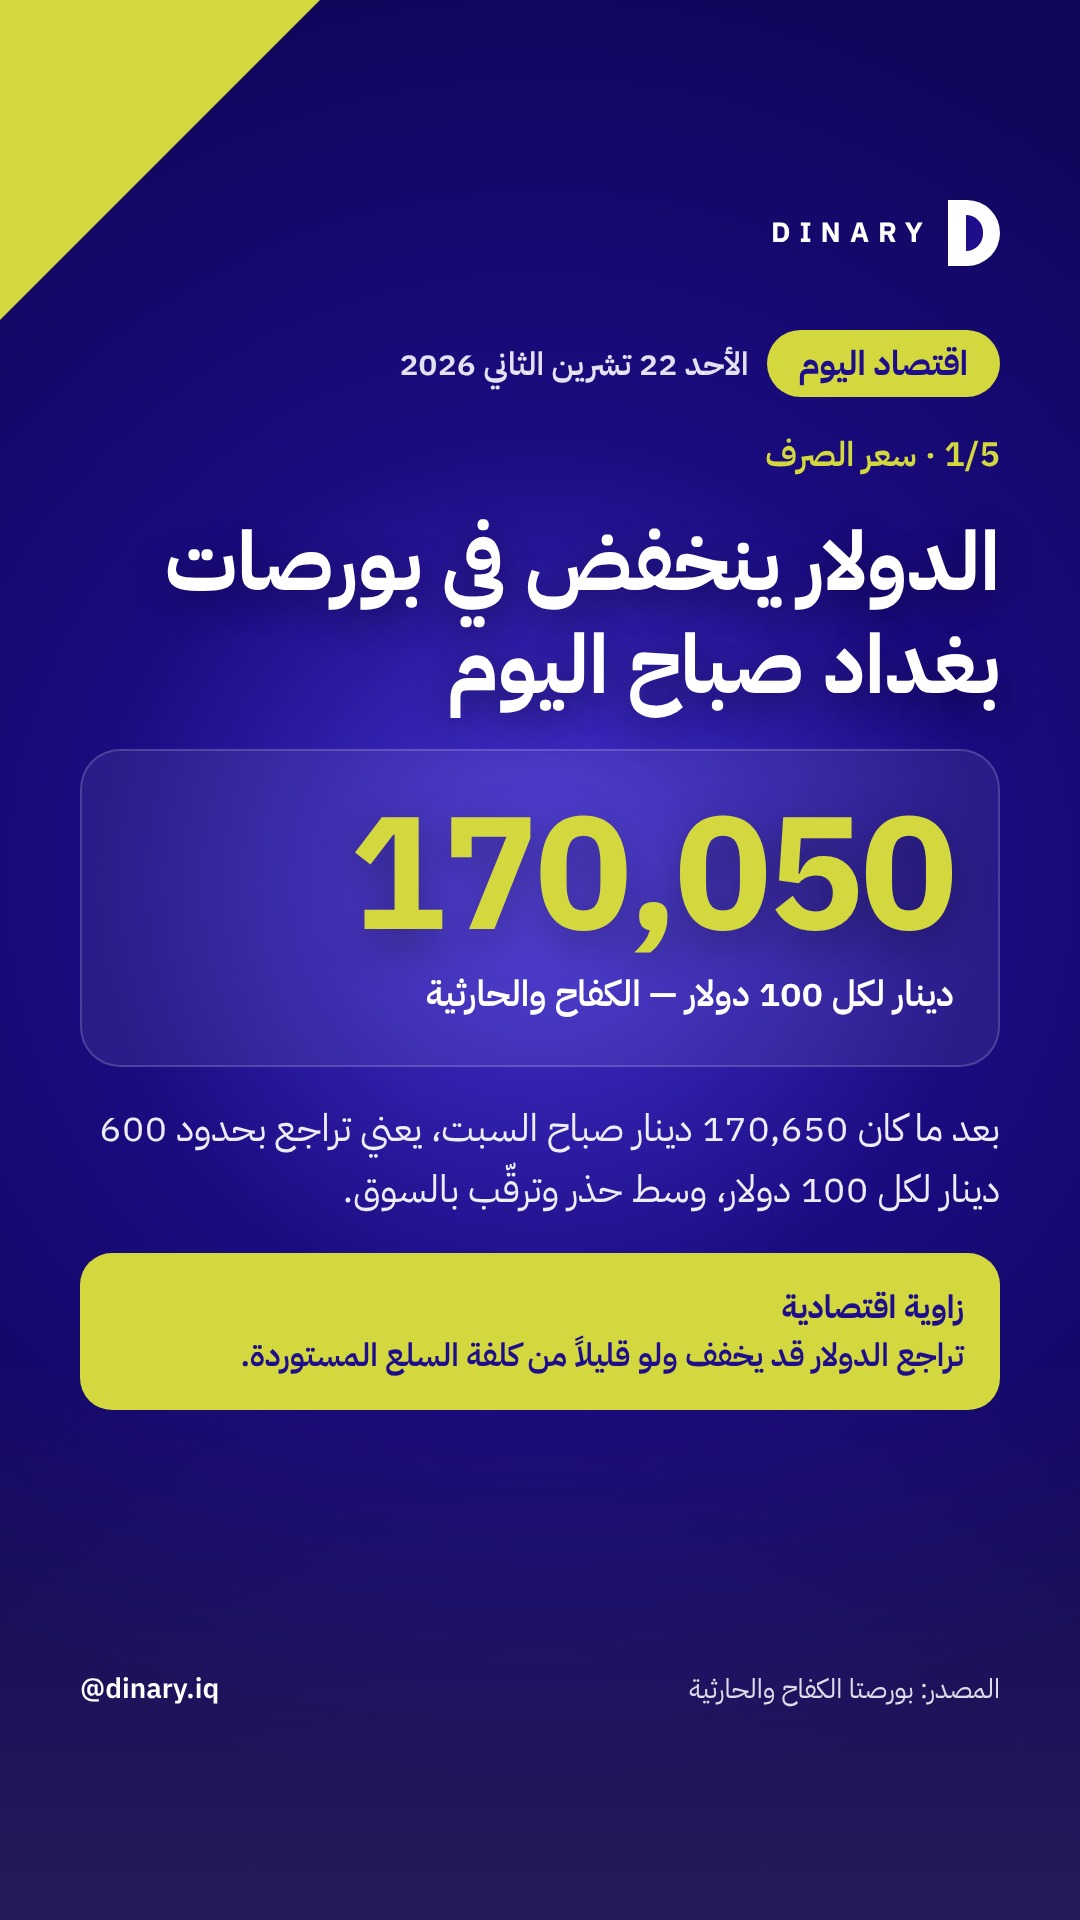 DINARY
اقتصاد اليوم الأحد 22 تشرين الثاني 2026
1/5 · سعر الصرف
الدولار ينخفض في بورصات
بغداد صباح اليوم
170,050
دينار لكل 100 دولار — الكفاح والحارثية
بعد ما كان 170,650 دينار صباح السبت، يعني تراجع بحدود 600
دينار لكل 100 دولار، وسط حذر وترقّب بالسوق.
زاوية اقتصادية
تراجع الدولار قد يخفف ولو قليلاً من كلفة السلع المستوردة.
المصدر: بورصتا الكفاح والحارثية
@dinary.iq